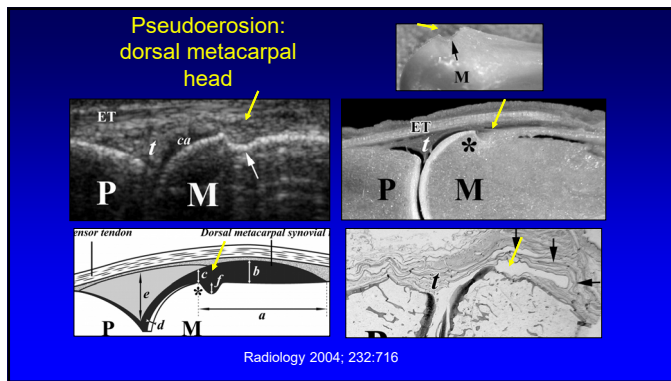 Pseudoerosion:
dorsal metacarpal
head
M
ET
t
ca
P
M
ET
t
*
P
M
ensor tendon
Dorsal metacarpal synovial
c
b
e
f
*
a
d
P
M
t
Radiology 2004; 232:716